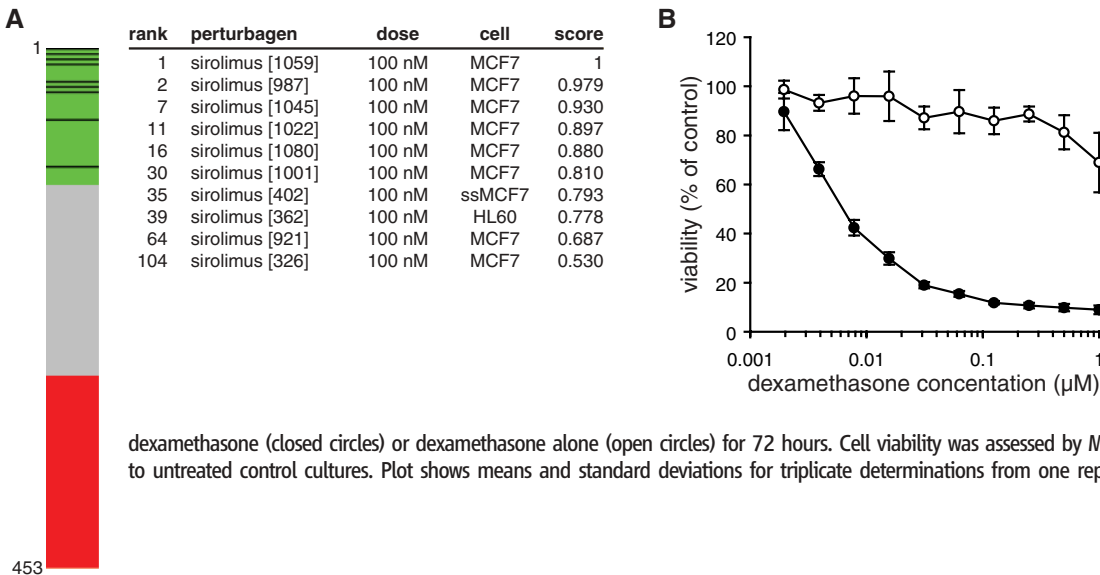 A
1
453
rank perturbagen dose cell score
1 sirolimus [1059] 100 nM MCF7 1
2 sirolimus [987] 100 nM MCF7 0.979
7 sirolimus [1045] 100 nM MCF7 0.930
11 sirolimus [1022] 100 nM MCF7 0.897
16 sirolimus [1080] 100 nM MCF7 0.880
30 sirolimus [1001] 100 nM MCF7 0.810
35 sirolimus [402] 100 nM ssMCF7 0.793
39 sirolimus [362] 100 nM HL60 0.778
64 sirolimus [921] 100 nM MCF7 0.687
104 sirolimus [326] 100 nM MCF7 0.530
B
viability (% of control)
120
100
80
60
40
20
0
0.001 0.01 0.1 1
dexamethasone concentation (µM)
dexamethasone (closed circles) or dexamethasone alone (open circles) for 72 hours. Cell viability was assessed by M
to untreated control cultures. Plot shows means and standard deviations for triplicate determinations from one rep